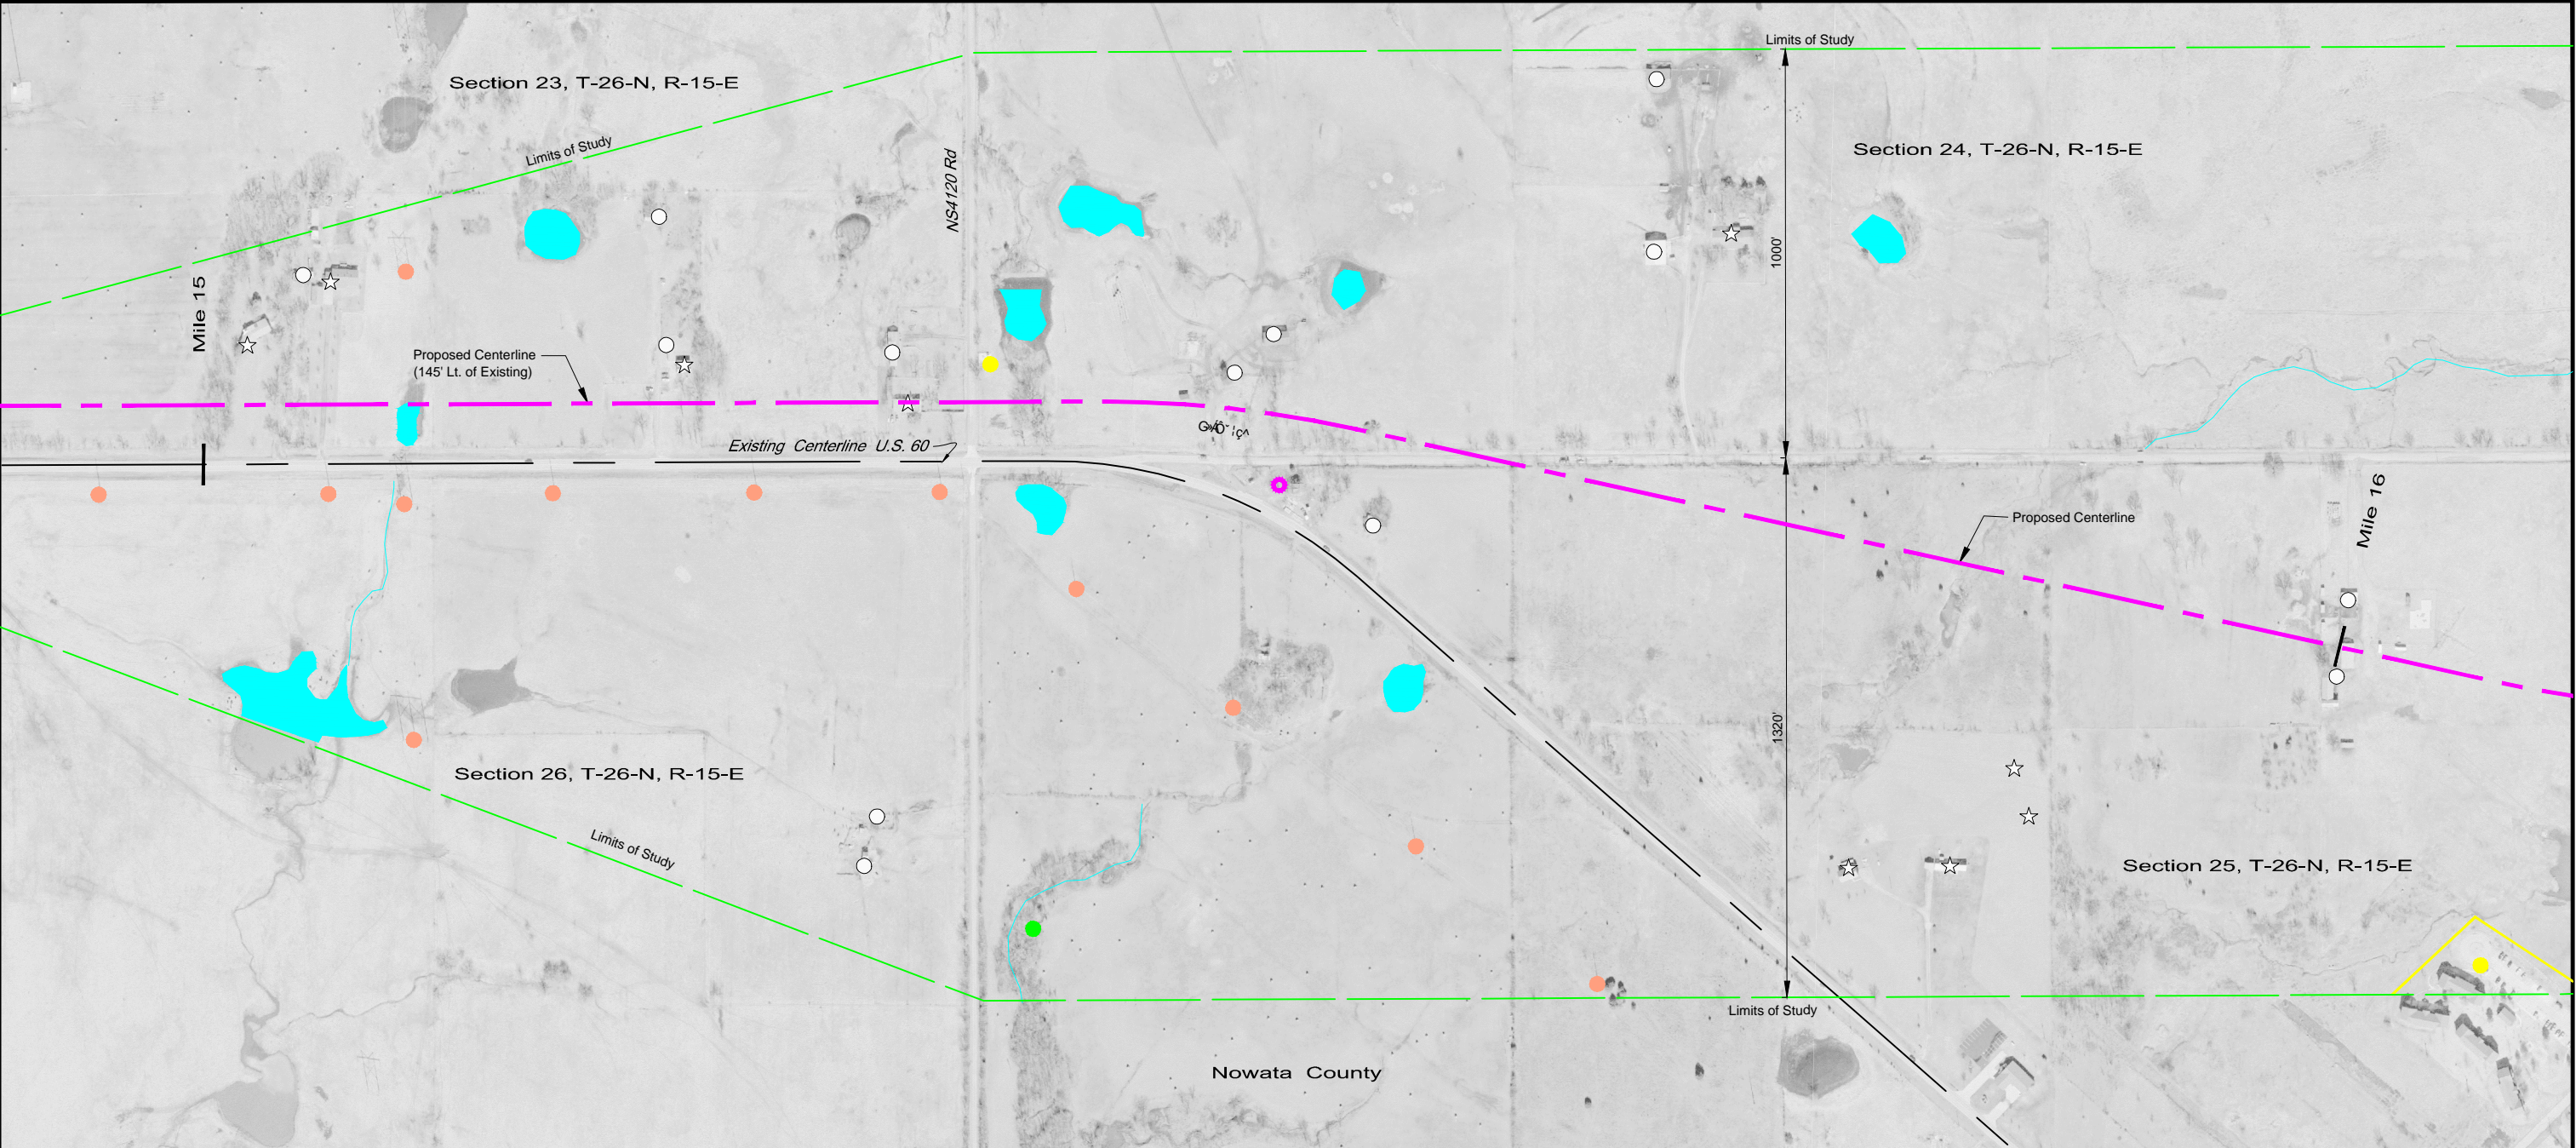 Limits of Study
Section 23, T-26-N, R-15-E
Limits of Study
NS4120 Rd
Section 24, T-26-N, R-15-E
1000'
Mile 15
Proposed Centerline
(145' Lt. of Existing)
Existing Centerline U.S. 60
Mile 16
Proposed Centerline
1320'
Section 26, T-26-N, R-15-E
Limits of Study
Section 25, T-26-N, R-15-E
Limits of Study
Nowata County